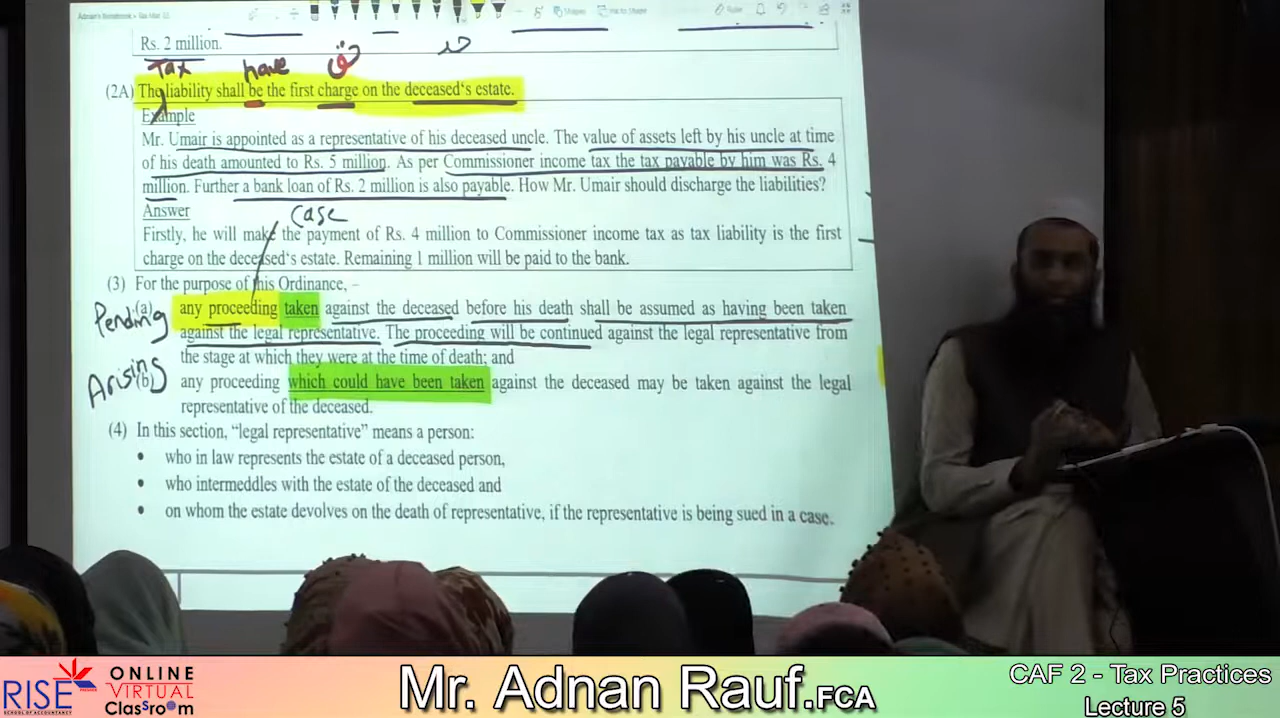 Rs. 2 million.
Tax have حق
(2A) The liability shall be the first charge on the deceased's estate.
Example
Mr. Umair is appointed as a representative of his deceased uncle. The value of assets left by his uncle at time
of his death amounted to Rs. 5 million. As per Commissioner income tax the tax payable by him was Rs. 4
million. Further a bank loan of Rs. 2 million is also payable. How Mr. Umair should discharge the liabilities?
Answer
case
Firstly, he will make the payment of Rs. 4 million to Commissioner income tax as tax liability is the first
charge on the deceased's estate. Remaining 1 million will be paid to the bank.
(3) For the purpose of this Ordinance, –
Pending (a) any proceeding taken against the deceased before his death shall be assumed as having been taken
against the legal representative. The proceeding will be continued against the legal representative from
the stage at which they were at the time of death; and
Arising (b) any proceeding which could have been taken against the deceased may be taken against the legal
representative of the deceased.
(4) In this section, "legal representative" means a person:
• who in law represents the estate of a deceased person,
• who intermeddles with the estate of the deceased and
• on whom the estate devolves on the death of representative, if the representative is being sued in a case.
RISE SCHOOL OF ACCOUNTANCY
ONLINE VIRTUAL Classroom
Mr. Adnan Rauf.FCA
CAF 2 - Tax Practices
Lecture 5